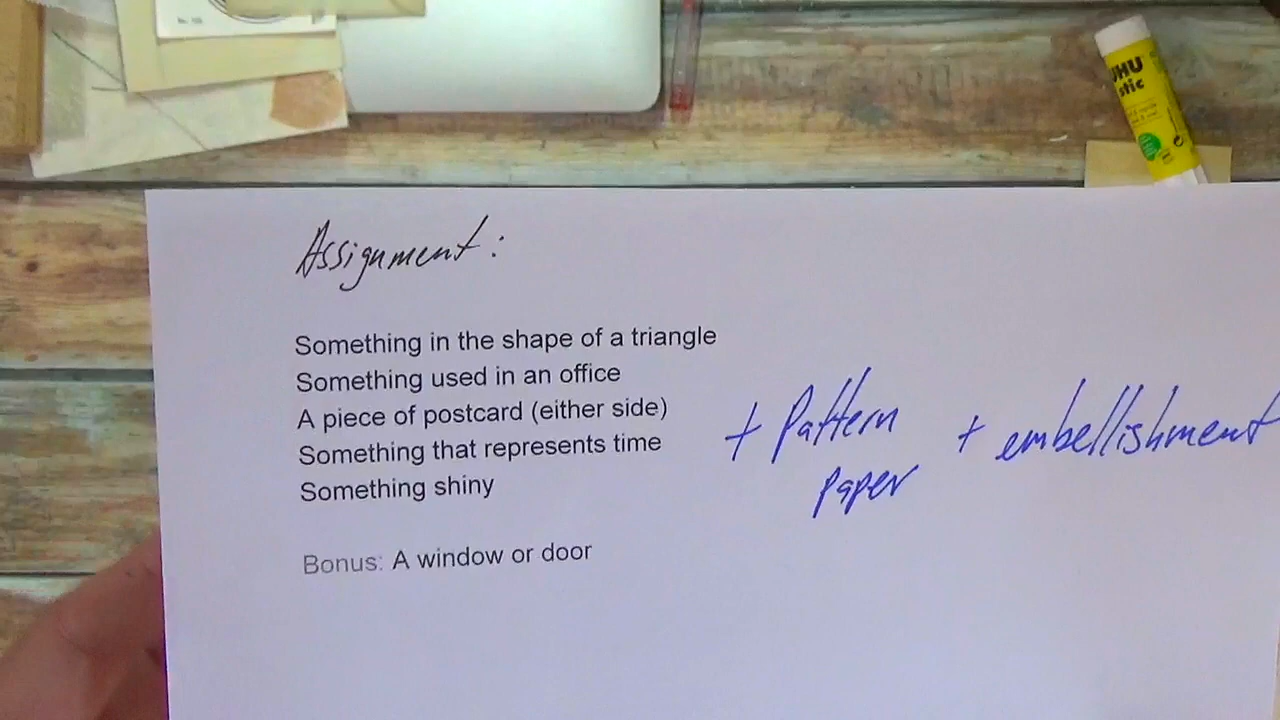 UHU
stic
Assignment:
Something in the shape of a triangle
Something used in an office
A piece of postcard (either side)
Something that represents time
Something shiny
+ Pattern
paper
+ embellishment
Bonus: A window or door